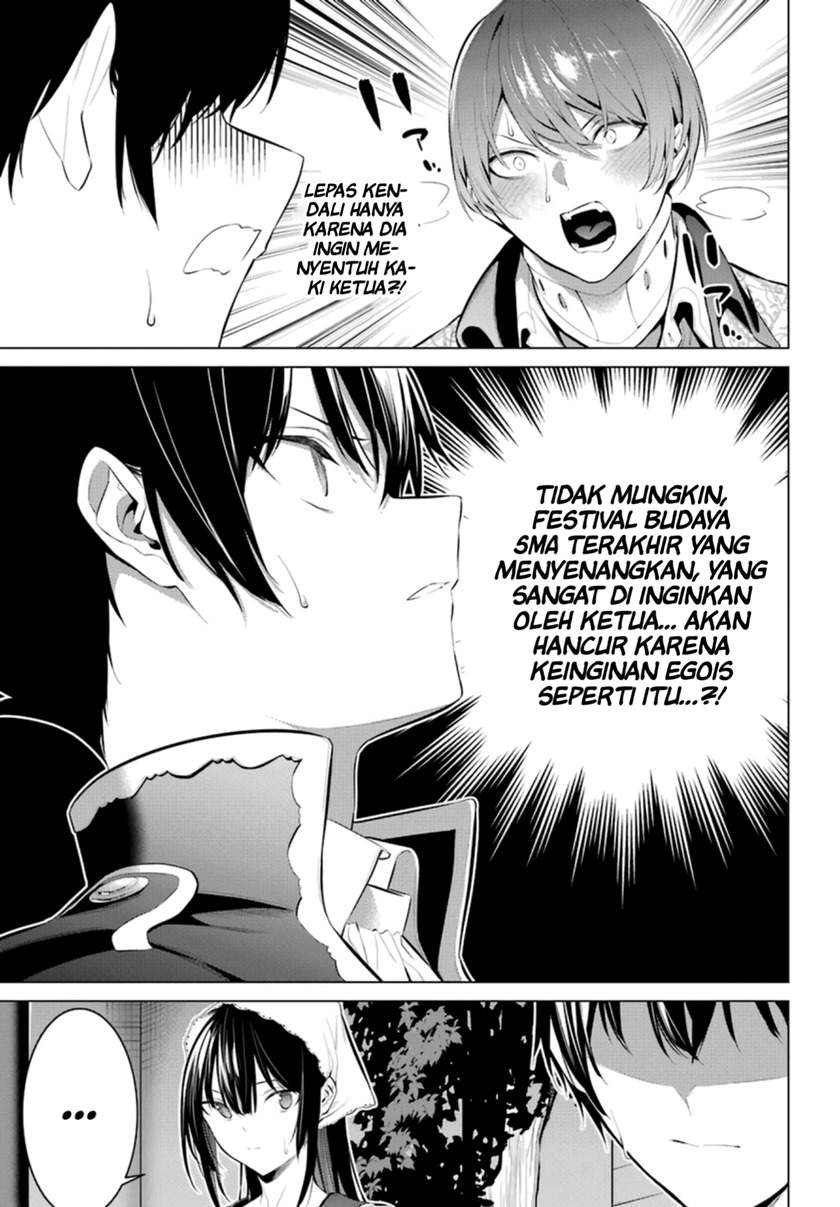 LEPAS KEN-
DALI HANYA
KARENA DIA
INGIN ME-
NYENTUH KA-
KI KETUA?!
TIDAK MUNGKIN,
FESTIVAL BUDAYA
SMA TERAKHIR YANG
MENYENANGKAN, YANG
SANGAT DI INGINKAN
OLEH KETUA... AKAN
HANCUR KARENA
KEINGINAN EGOIS
SEPERTI ITU...?!
...